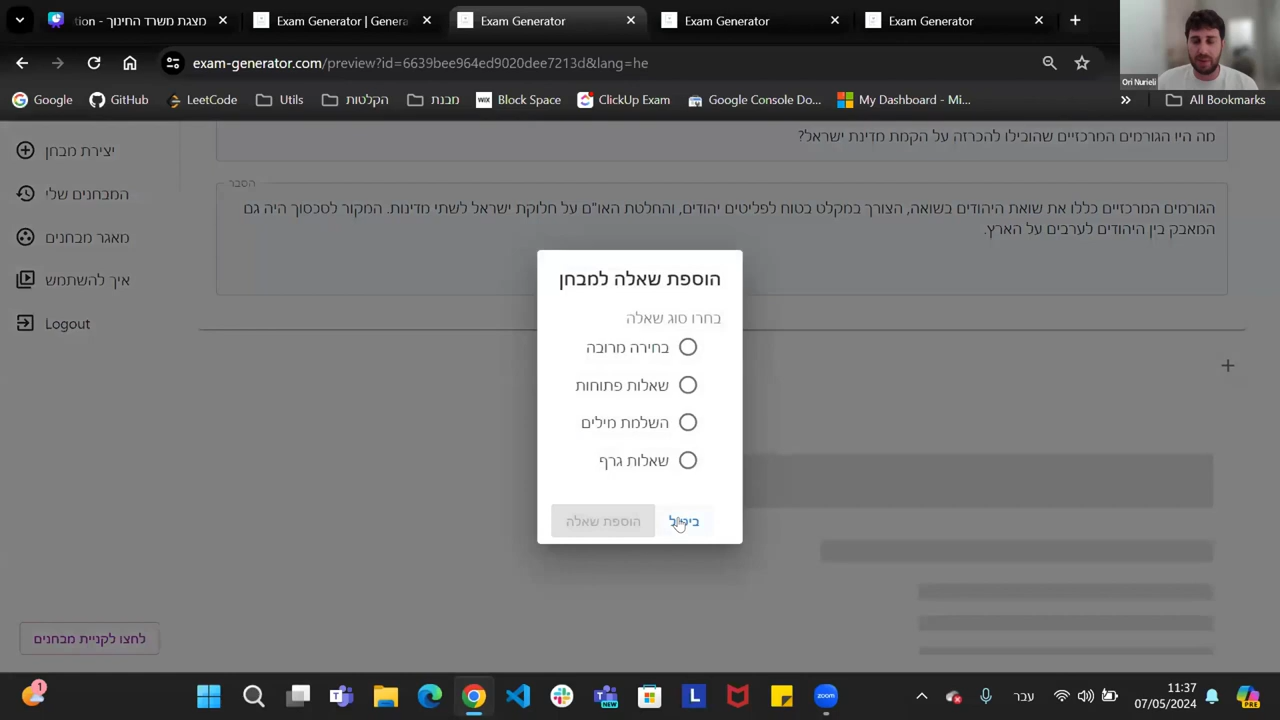 מצגת משרד החינוך - tion
Exam Generator | Genera
Exam Generator
Exam Generator
Exam Generator
exam-generator.com/preview?id=6639bee964ed9020dee7213d&lang=he
Google
GitHub
LeetCode
Utils
הקלטות
מבנת
Block Space
ClickUp Exam
Google Console Do...
My Dashboard - Mi...
All Bookmarks
Ori Nurieli
יצירת מבחן
המבחנים שלי
מאגר מבחנים
איך להשתמש
Logout
לחצו לקניית מבחנים
מה היו הגורמים המרכזיים שהובילו להכרזה על הקמת מדינת ישראל?
הסבר
הגורמים המרכזיים כללו את שואת היהודים בשואה, הצורך במקלט בטוח לפליטים יהודים, והחלטת האו"ם על חלוקת ישראל לשתי מדינות. המקור לסכסוך היה גם
המאבק בין היהודים לערבים על הארץ.
הוספת שאלה למבחן
בחרו סוג שאלה
בחירה מרובה
שאלות פתוחות
השלמת מילים
שאלות גרף
ביטול
הוספת שאלה
1
NEW
zoom
עבר
11:37
07/05/2024
PRE